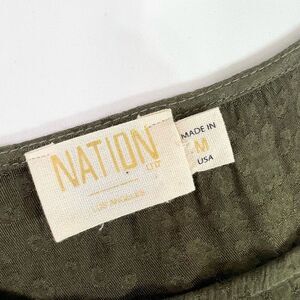 NATION
LTD
LOS ANGELES
MADE IN
M
USA